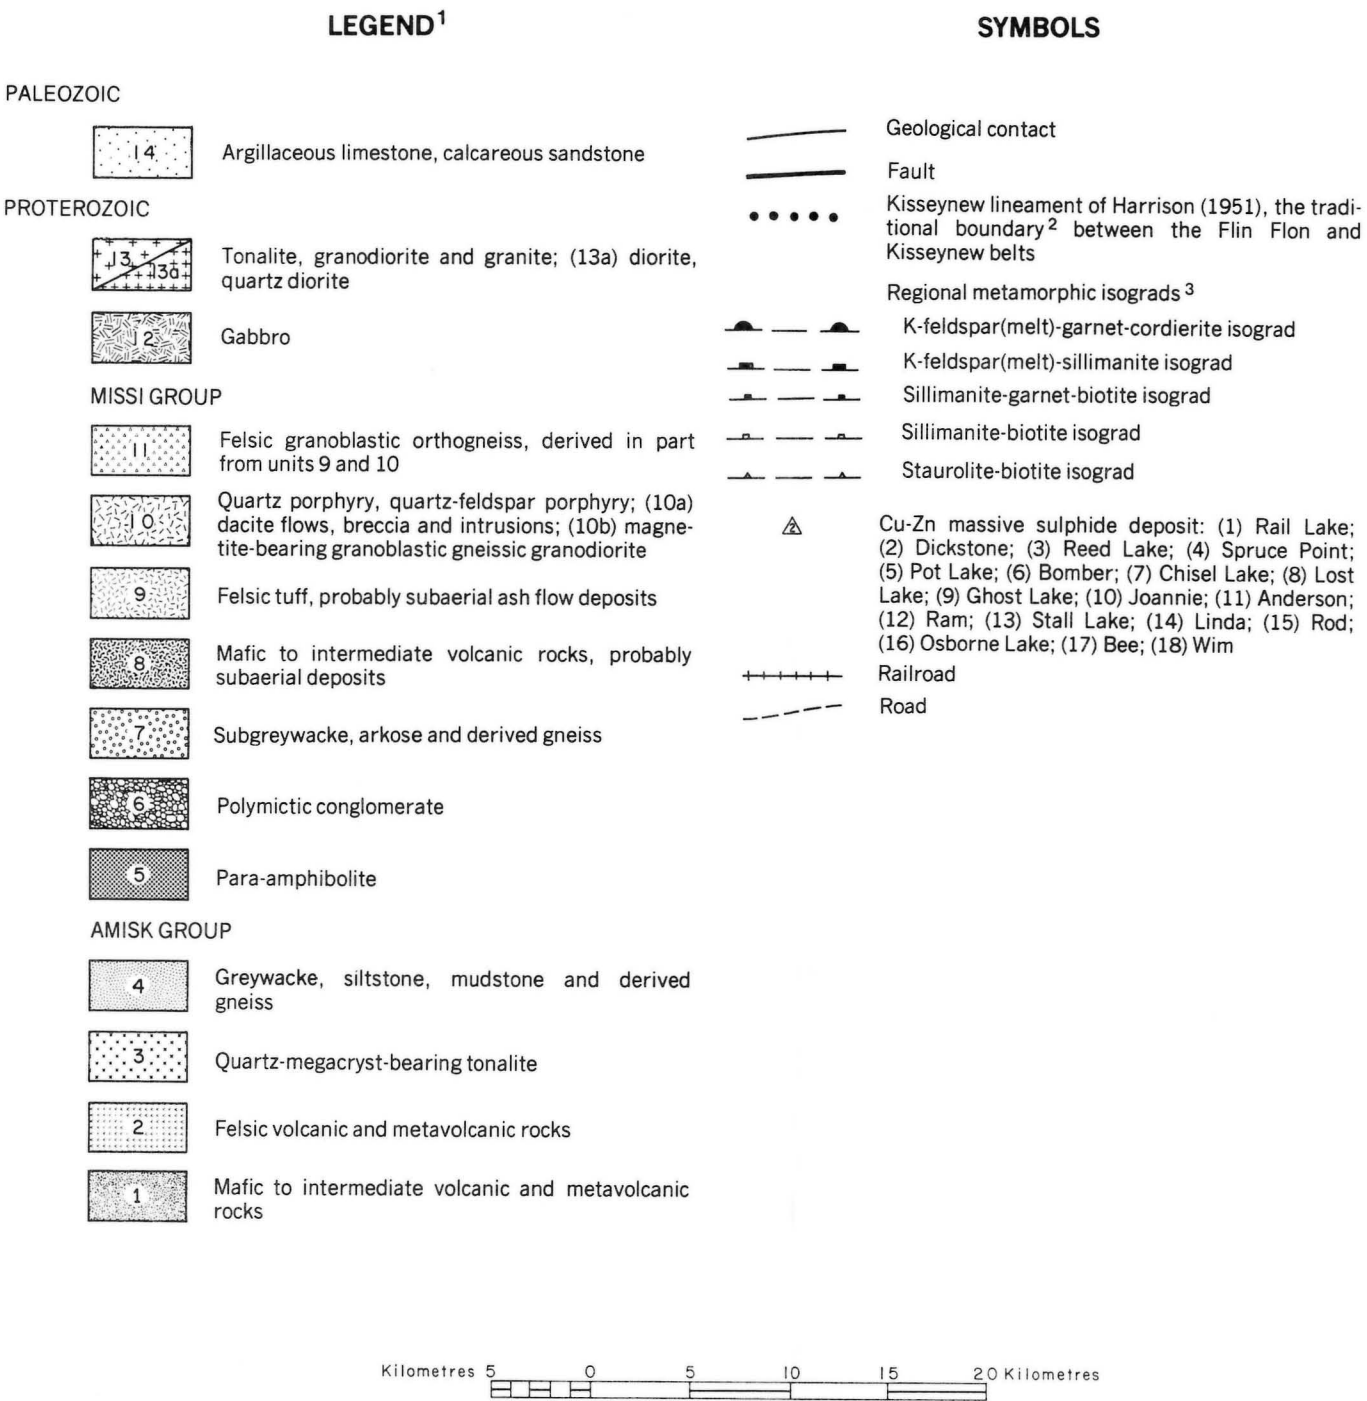 LEGEND¹
PALEOZOIC
14
Argillaceous limestone, calcareous sandstone
PROTEROZOIC
13
13a
Tonalite, granodiorite and granite; (13a) diorite,
quartz diorite
12
Gabbro
MISSI GROUP
11
Felsic granoblastic orthogneiss, derived in part
from units 9 and 10
10
Quartz porphyry, quartz-feldspar porphyry; (10a)
dacite flows, breccia and intrusions; (10b) magne-
tite-bearing granoblastic gneissic granodiorite
9
Felsic tuff, probably subaerial ash flow deposits
8
Mafic to intermediate volcanic rocks, probably
subaerial deposits
7
Subgreywacke, arkose and derived gneiss
6
Polymictic conglomerate
5
Para-amphibolite
AMISK GROUP
4
Greywacke, siltstone, mudstone and derived
gneiss
3
Quartz-megacryst-bearing tonalite
2
Felsic volcanic and metavolcanic rocks
1
Mafic to intermediate volcanic and metavolcanic
rocks
SYMBOLS
Geological contact
Fault
Kisseynew lineament of Harrison (1951), the tradi-
tional boundary² between the Flin Flon and
Kisseynew belts
Regional metamorphic isograds³
K-feldspar(melt)-garnet-cordierite isograd
K-feldspar(melt)-sillimanite isograd
Sillimanite-garnet-biotite isograd
Sillimanite-biotite isograd
Staurolite-biotite isograd
2
Cu-Zn massive sulphide deposit: (1) Rail Lake;
(2) Dickstone; (3) Reed Lake; (4) Spruce Point;
(5) Pot Lake; (6) Bomber; (7) Chisel Lake; (8) Lost
Lake; (9) Ghost Lake; (10) Joannie; (11) Anderson;
(12) Ram; (13) Stall Lake; (14) Linda; (15) Rod;
(16) Osborne Lake; (17) Bee; (18) Wim
Railroad
Road
Kilometres 5 0 5 10 15 20 Kilometres